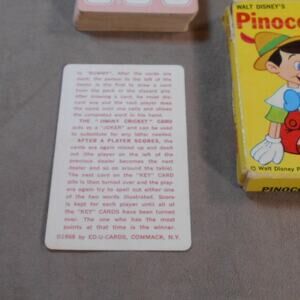 is "RUMMY". After the cards are
dealt, the person to the left of the
dealer is the first to draw a card
from the pack or the discard pile.
After drawing a card, he must dis-
card one and the next player does
the same until one calls and shows
the completed word in his hand.
THE "JIMINY CRICKET" CARD
acts as a "JOKER" and can be used
to substitute for any letter needed.
AFTER A PLAYER SCORES, the
cards are again mixed up and dealt
out (the player on the left of the
previous dealer becomes the next
dealer and so on around the table).
The next card on the "KEY" CARD
pile is then turned over and the play-
ers again try to spell out either one
of the two words illustrated. Score
is kept for each player until all of
the "KEY" CARDS have been turned
over. The one who has the most
points at that time is the winner.
©1968 by ED-U-CARDS, COMMACK, N.Y.
WALT DISNEY'S
Pinoc
© Walt Disney P
PINOC